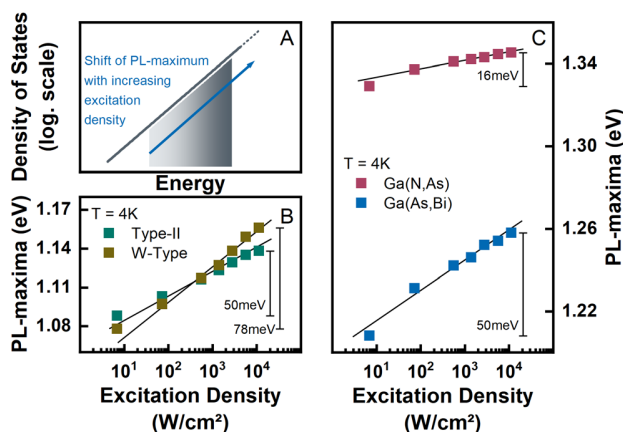 A
Density of States
(log. scale)
Shift of PL-maximum
with increasing
excitation
density
Energy
B
T = 4K
Type-II
W-Type
PL-maxima (eV)
1.17
1.14
1.11
1.08
50meV
78meV
10¹ 10² 10³ 10⁴
Excitation Density
(W/cm²)
C
16meV
T = 4K
Ga(N,As)
Ga(As,Bi)
50meV
1.34
1.30
1.26
1.22
PL-maxima (eV)
10¹ 10² 10³ 10⁴
Excitation Density
(W/cm²)